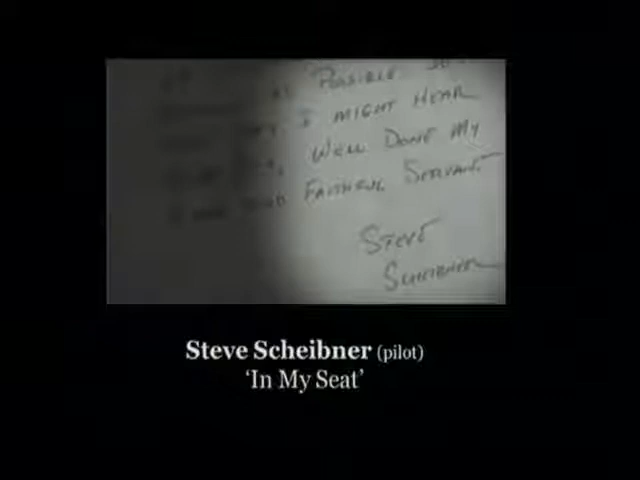 POSSIBLE
I MIGHT HEAR
WELL DONE MY
FAITHFUL SERVANT
STEVE
SCHEIBNER
Steve Scheibner (pilot)
‘In My Seat’